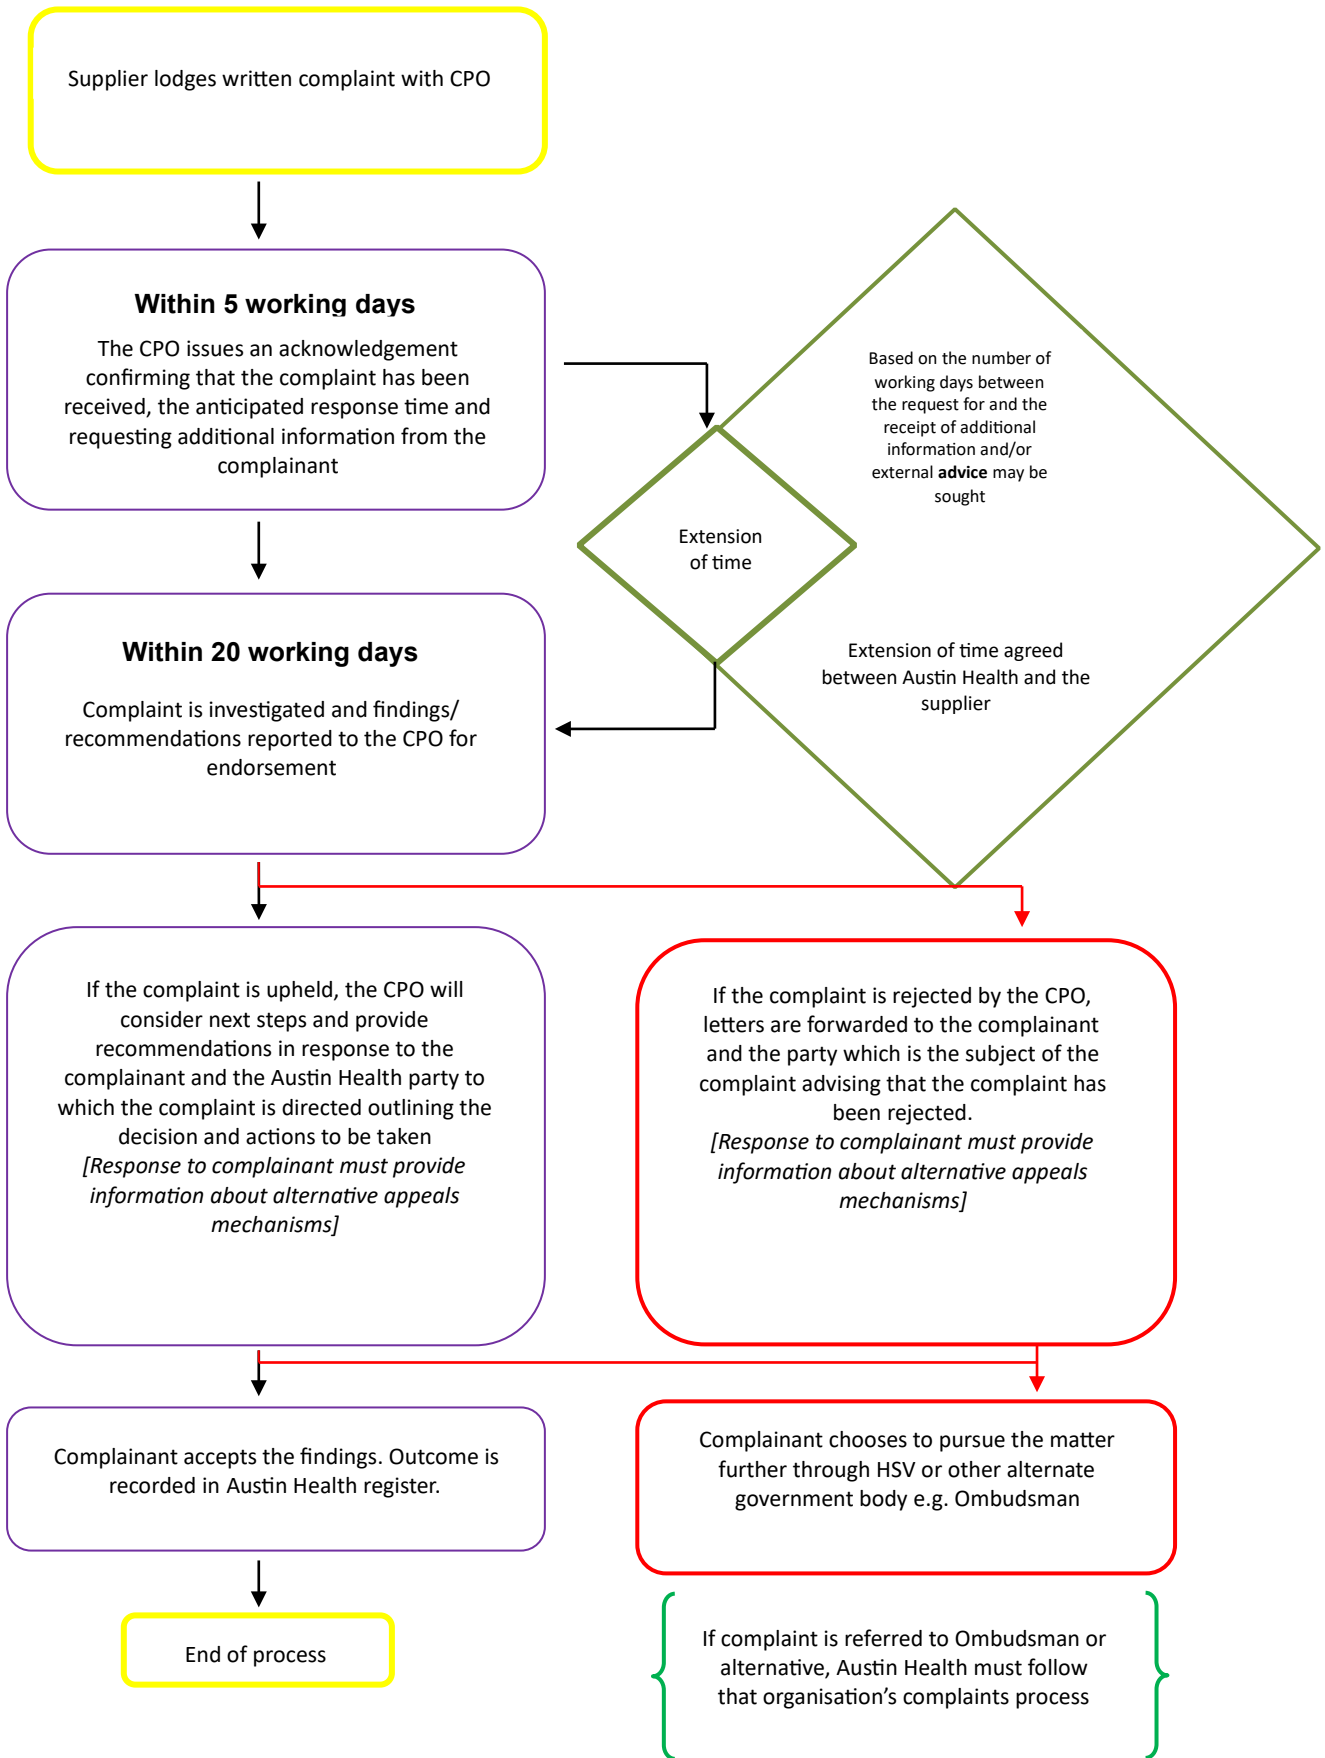 Supplier lodges written complaint with CPO
Within 5 working days
The CPO issues an acknowledgement
confirming that the complaint has been
received, the anticipated response time and
requesting additional information from the
complainant
Based on the number of
working days between
the request for and the
receipt of additional
information and/or
external advice may be
sought
Extension
of time
Extension of time agreed
between Austin Health and the
supplier
Within 20 working days
Complaint is investigated and findings/
recommendations reported to the CPO for
endorsement
If the complaint is upheld, the CPO will
consider next steps and provide
recommendations in response to the
complainant and the Austin Health party to
which the complaint is directed outlining the
decision and actions to be taken
[Response to complainant must provide
information about alternative appeals
mechanisms]
If the complaint is rejected by the CPO,
letters are forwarded to the complainant
and the party which is the subject of the
complaint advising that the complaint has
been rejected.
[Response to complainant must provide
information about alternative appeals
mechanisms]
Complainant accepts the findings. Outcome is
recorded in Austin Health register.
Complainant chooses to pursue the matter
further through HSV or other alternate
government body e.g. Ombudsman
End of process
If complaint is referred to Ombudsman or
alternative, Austin Health must follow
that organisation's complaints process